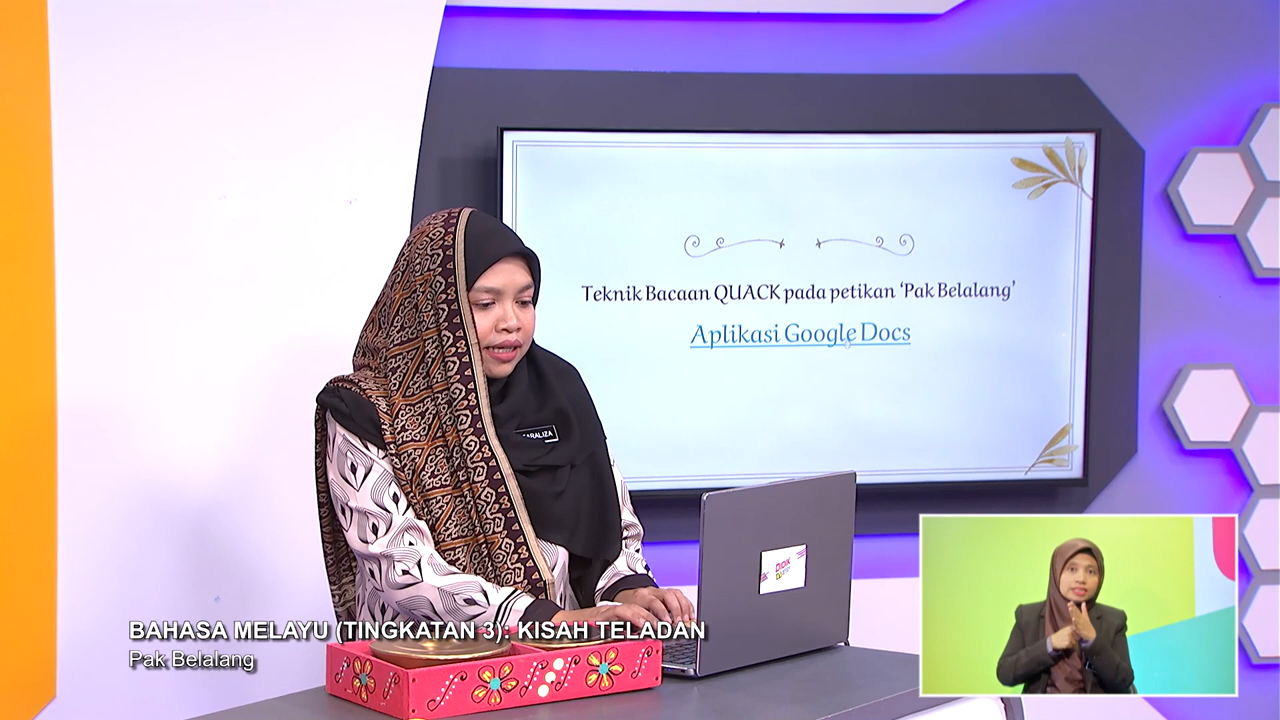 Teknik Bacaan QUACK pada petikan ‘Pak Belalang’
Aplikasi Google Docs
BAHASA MELAYU (TINGKATAN 3): KISAH TELADAN
Pak Belalang